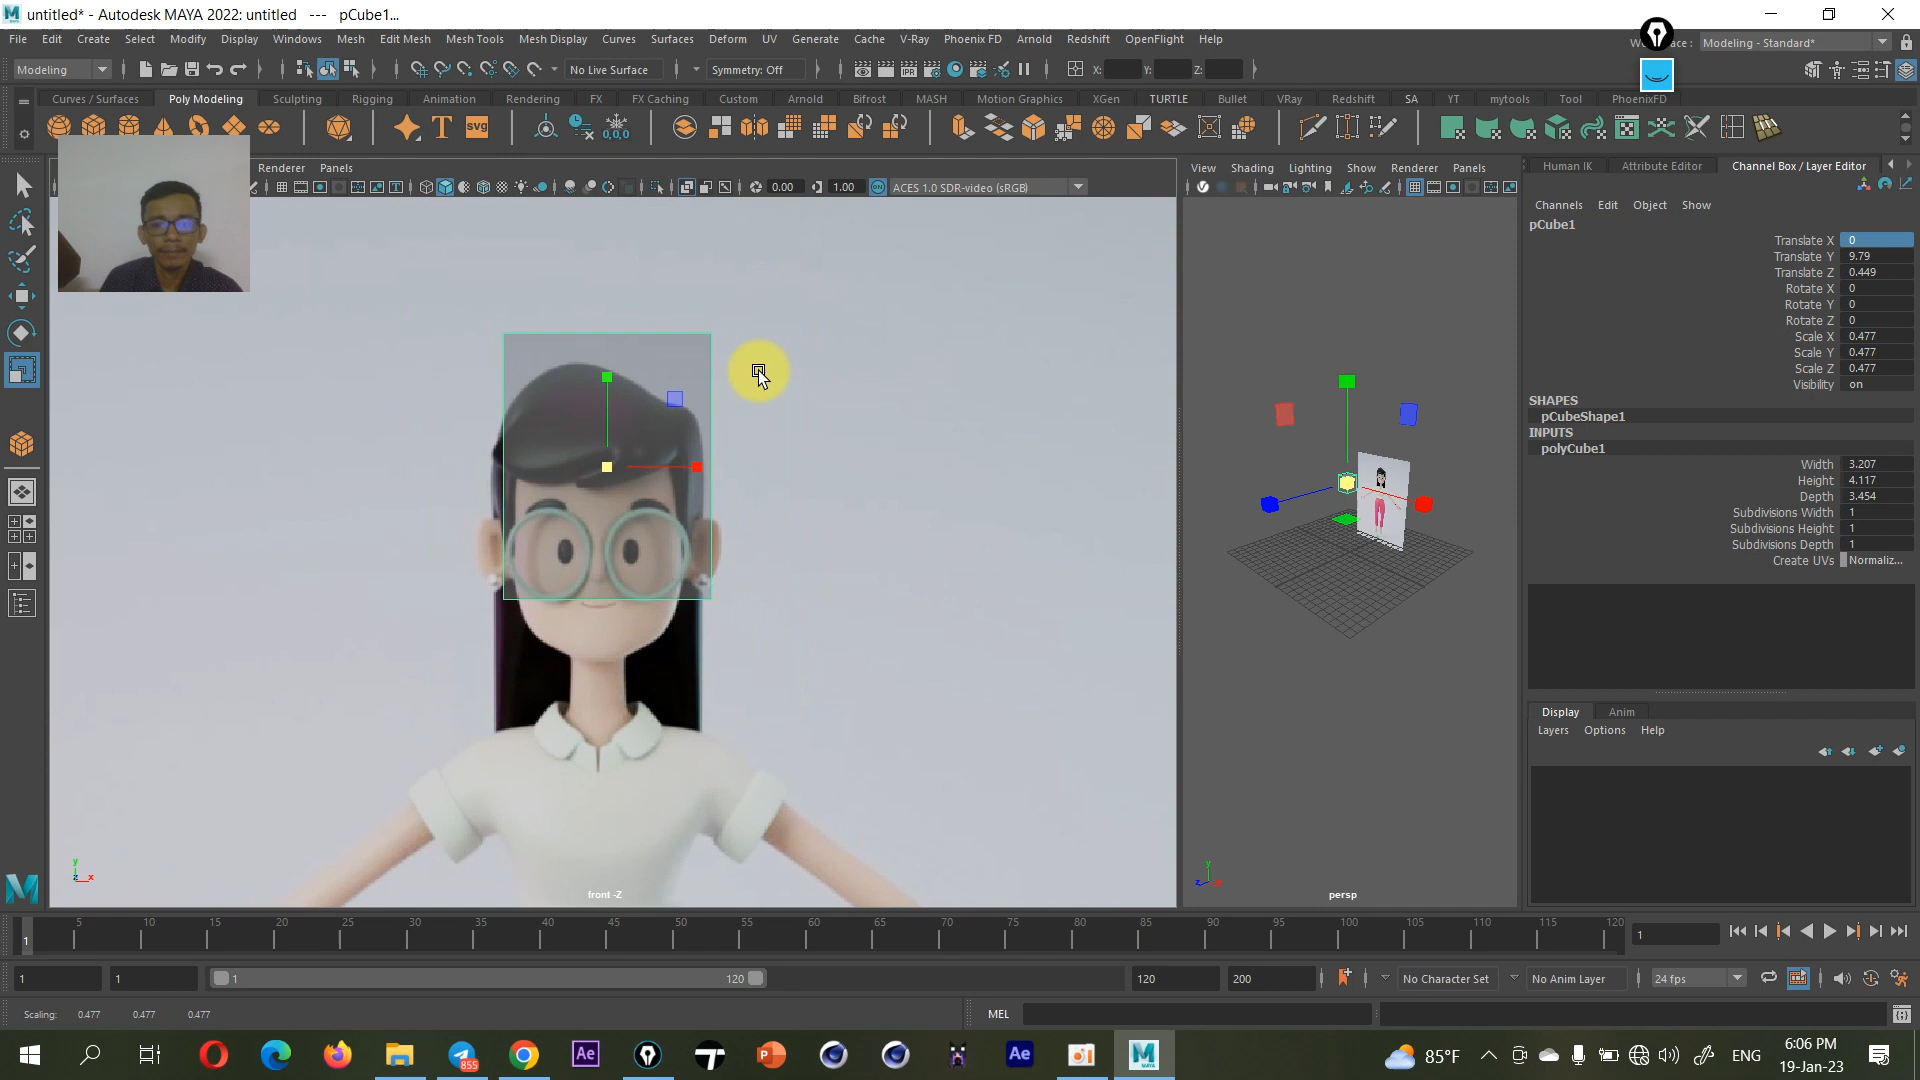 untitled* - Autodesk MAYA 2022: untitled   ---   pCube1...
File Edit Create Select Modify Display Windows Mesh Edit Mesh Mesh Tools Mesh Display Curves Surfaces Deform UV Generate Cache V-Ray Phoenix FD Arnold Redshift OpenFlight Help
Modeling - Standard*
Modeling No Live Surface Symmetry: Off X: Y: Z:
Curves / Surfaces Poly Modeling Sculpting Rigging Animation Rendering FX FX Caching Custom Arnold Bifrost MASH Motion Graphics XGen TURTLE Bullet VRay Redshift SA YT mytools Tool PhoenixFD
T svg 0,0,0
Renderer Panels
View Shading Lighting Show Renderer Panels
Human IK Attribute Editor Channel Box / Layer Editor
0.00 1.00 ACES 1.0 SDR-video (sRGB)
Channels Edit Object Show
pCube1
Translate X 0
Translate Y 9.79
Translate Z 0.449
Rotate X 0
Rotate Y 0
Rotate Z 0
Scale X 0.477
Scale Y 0.477
Scale Z 0.477
Visibility on
SHAPES
pCubeShape1
INPUTS
polyCube1
Width 3.207
Height 4.117
Depth 3.454
Subdivisions Width 1
Subdivisions Height 1
Subdivisions Depth 1
Create UVs Normaliz...
Display Anim
Layers Options Help
y
z x
front -Z
y
z
persp
5 10 15 20 25 30 35 40 45 50 55 60 65 70 75 80 85 90 95 100 105 110 115 120
1 1
1 1 1 120 120 200 No Character Set No Anim Layer 24 fps
Scaling: 0.477 0.477 0.477 MEL
855 Ae Ae MAYA 85°F ENG 6:06 PM
19-Jan-23